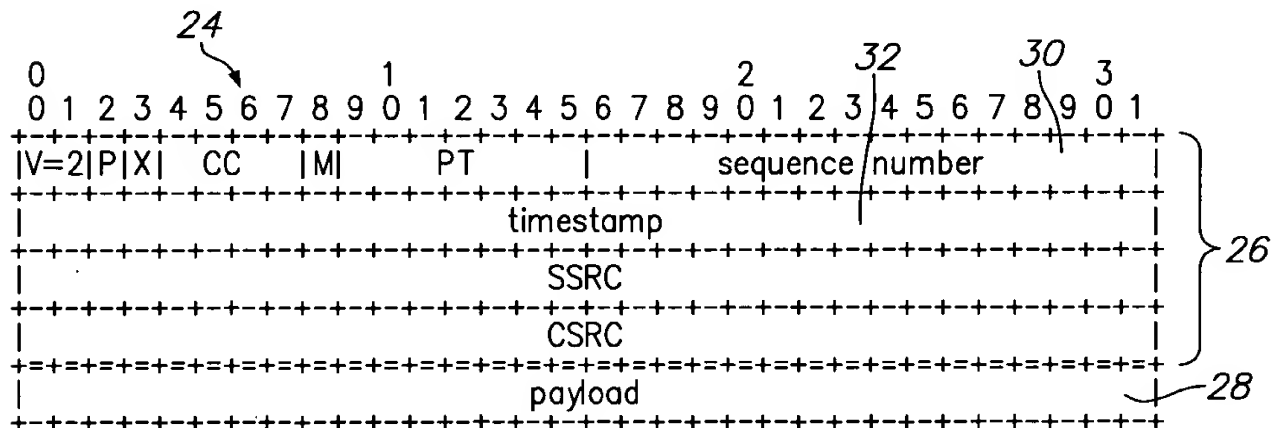 24 32 30
0 1 2 3
0 1 2 3 4 5 6 7 8 9 0 1 2 3 4 5 6 7 8 9 0 1 2 3 4 5 6 7 8 9 0 1
+-+-+-+-+-+-+-+-+-+-+-+-+-+-+-+-+-+-+-+-+-+-+-+-+-+-+-+-+-+-+-+-+
|V=2|P|X| CC |M| PT | sequence number |
+-+-+-+-+-+-+-+-+-+-+-+-+-+-+-+-+-+-+-+-+-+-+-+-+-+-+-+-+-+-+-+-+
| timestamp |
+-+-+-+-+-+-+-+-+-+-+-+-+-+-+-+-+-+-+-+-+-+-+-+-+-+-+-+-+-+-+-+-+ 26
| SSRC |
+-+-+-+-+-+-+-+-+-+-+-+-+-+-+-+-+-+-+-+-+-+-+-+-+-+-+-+-+-+-+-+-+
| CSRC |
+=+=+=+=+=+=+=+=+=+=+=+=+=+=+=+=+=+=+=+=+=+=+=+=+=+=+=+=+=+=+=+=+
| payload | 28
+-+-+-+-+-+-+-+-+-+-+-+-+-+-+-+-+-+-+-+-+-+-+-+-+-+-+-+-+-+-+-+-+